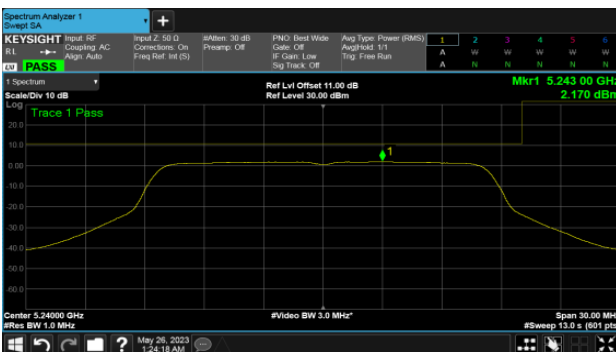 Spectrum Analyzer 1
Swept SA
KEYSIGHT Input: RF Input Z: 50 Ω #Atten: 30 dB PNO: Best Wide Avg Type: Power (RMS) 1 2 3 4 5 6
RL Coupling: AC Corrections: On Preamp: Off Gate: Off Avg|Hold: 1/1 A W W W W W
Align: Auto Freq Ref: Int (S) IF Gain: Low Trig: Free Run
LXI PASS Sig Track: Off A N N N N N
1 Spectrum Ref Lvl Offset 11.00 dB Mkr1 5.243 00 GHz
Scale/Div 10 dB Ref Level 30.00 dBm 2.170 dBm
Log
Trace 1 Pass
20.0
10.0
1
0.00
-10.0
-20.0
-30.0
-40.0
-50.0
-60.0
Center 5.24000 GHz #Video BW 3.0 MHz* Span 30.00 MHz
#Res BW 1.0 MHz #Sweep 13.0 s (601 pts)
May 26, 2023
1:24:18 AM